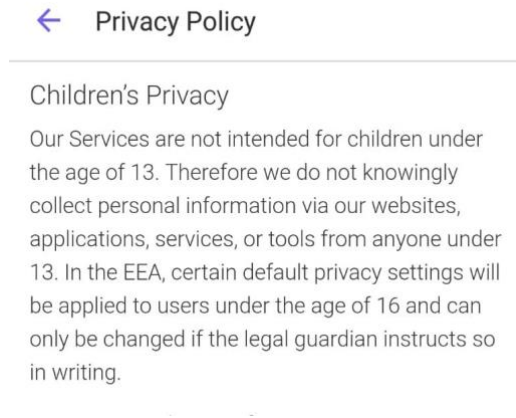 Privacy Policy
Children's Privacy
Our Services are not intended for children under
the age of 13. Therefore we do not knowingly
collect personal information via our websites,
applications, services, or tools from anyone under
13. In the EEA, certain default privacy settings will
be applied to users under the age of 16 and can
only be changed if the legal guardian instructs so
in writing.